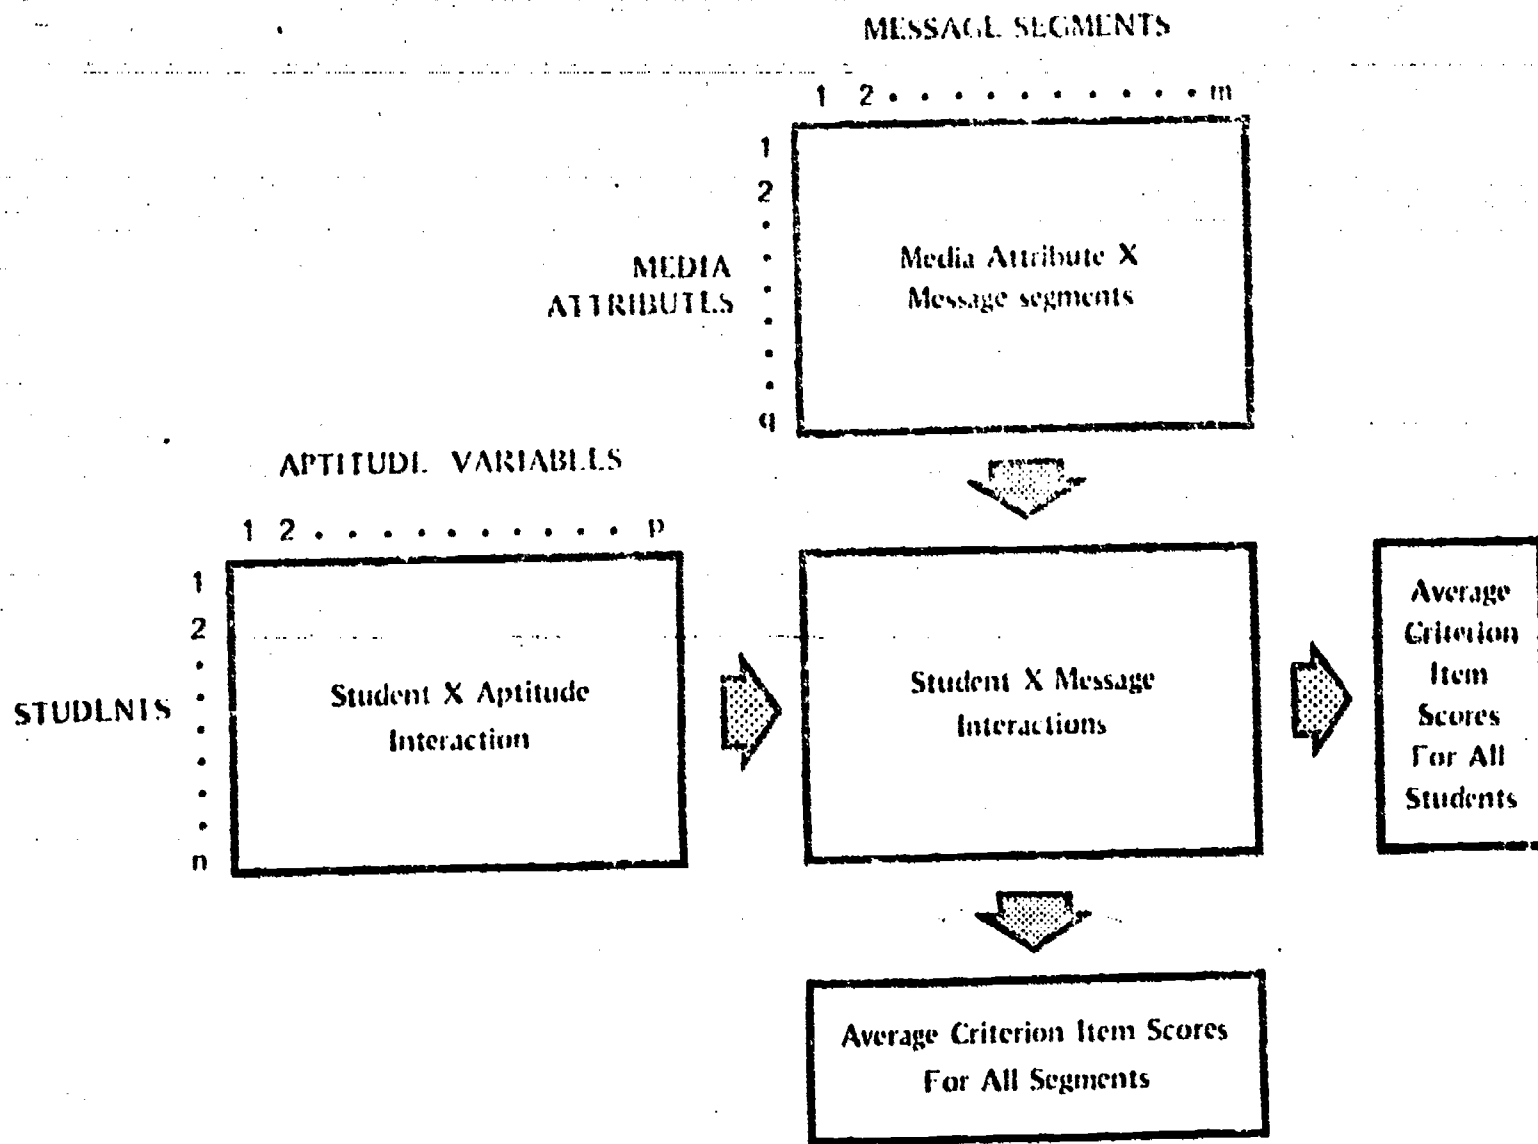 MESSAGE SEGMENTS
1 2 . . . . . . . . . . m
1
2
.
.
.
.
.
.
q
MEDIA
ATTRIBUTES
Media Attribute X
Message segments
APTITUDE VARIABLES
1 2 . . . . . . . . . . p
1
2
.
.
.
.
.
.
n
STUDENTS
Student X Aptitude
Interaction
Student X Message
Interactions
Average
Criterion
Item
Scores
For All
Students
Average Criterion Item Scores
For All Segments